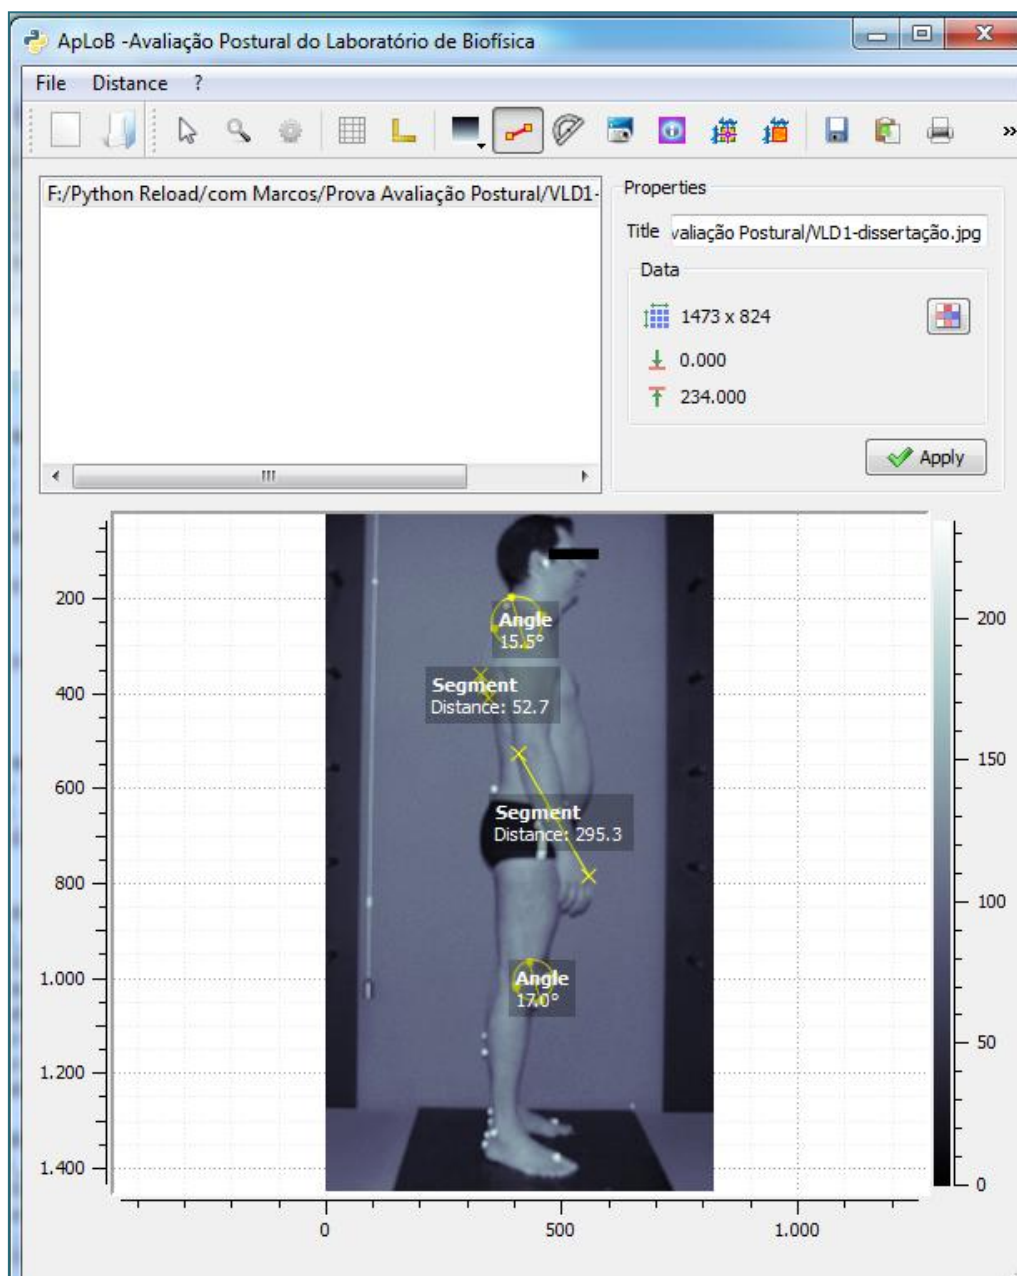 ApLoB -Avaliação Postural do Laboratório de Biofísica
File Distance ?
»
F:/Python Reload/com Marcos/Prova Avaliação Postural/VLD1-
Properties
Title valiação Postural/VLD1-dissertação.jpg
Data
1473 x 824
0.000
234.000
Apply
200
400
600
800
1.000
1.200
1.400
0
500
1.000
Angle
15.5°
Segment
Distance: 52.7
Segment
Distance: 295.3
Angle
17.0°
200
150
100
50
0